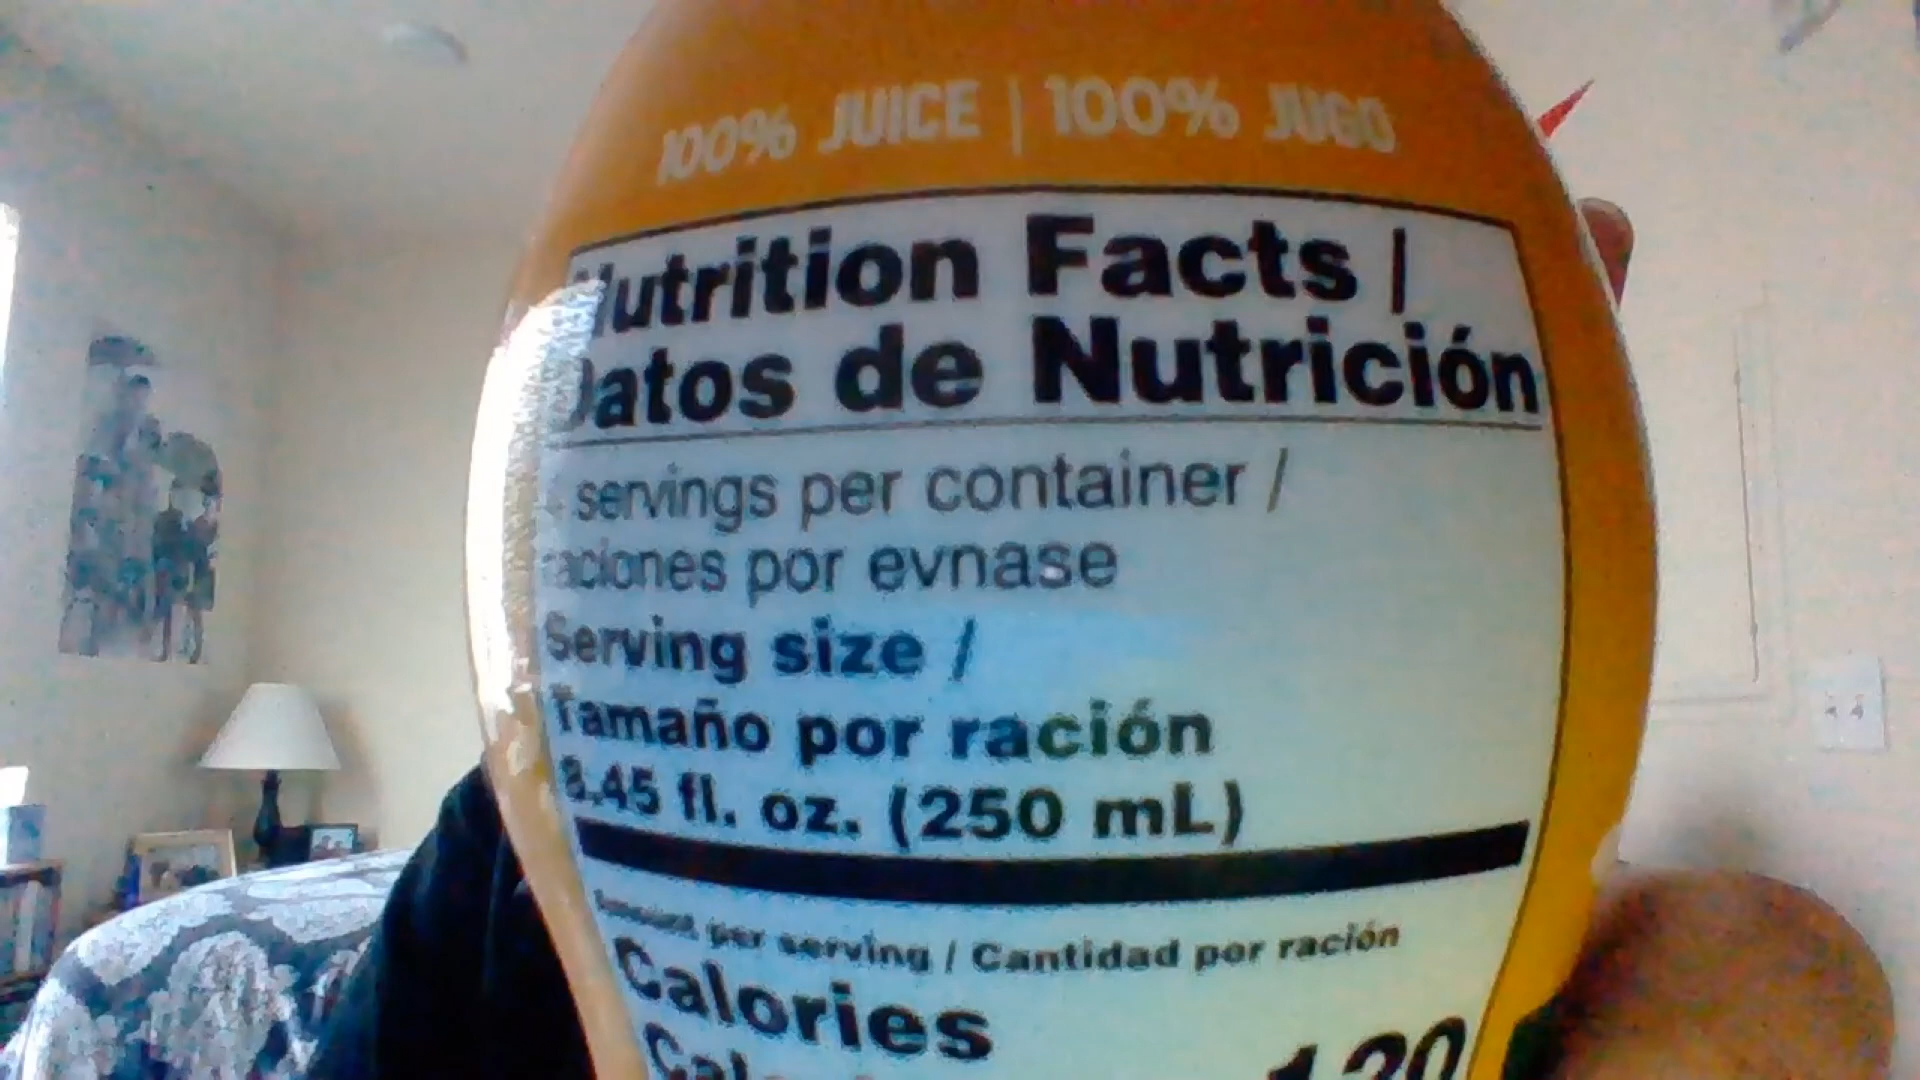 100% JUICE | 100% JUGO
Nutrition Facts /
Datos de Nutrición
servings per container /
raciones por evnase
Serving size /
Tamaño por ración
8.45 fl. oz. (250 mL)
per serving / Cantidad por ración
Calories